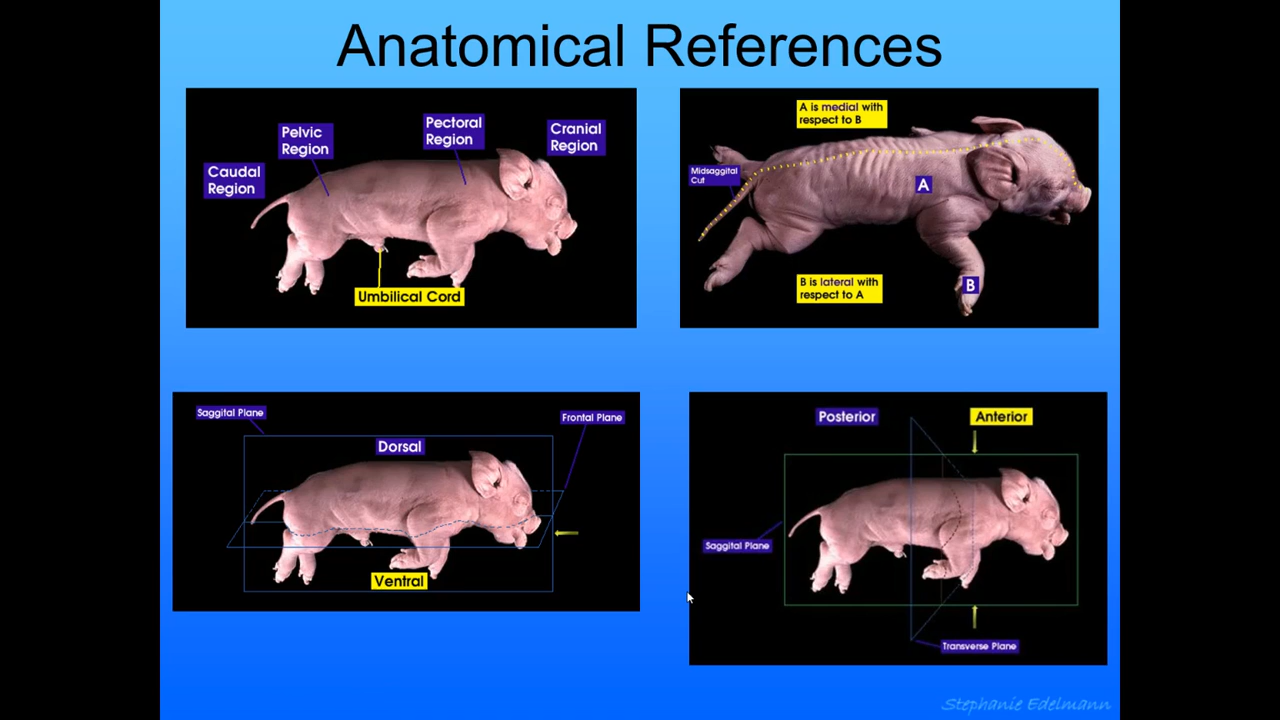 Anatomical References
Pelvic
Region
Pectoral
Region
Cranial
Region
Caudal
Region
Umbilical Cord
A is medial with
respect to B
Midsaggital
Cut
A
B is lateral with
respect to A
B
Saggital Plane
Frontal Plane
Dorsal
Ventral
Posterior
Anterior
Saggital Plane
Transverse Plane
Stephanie Edelmann